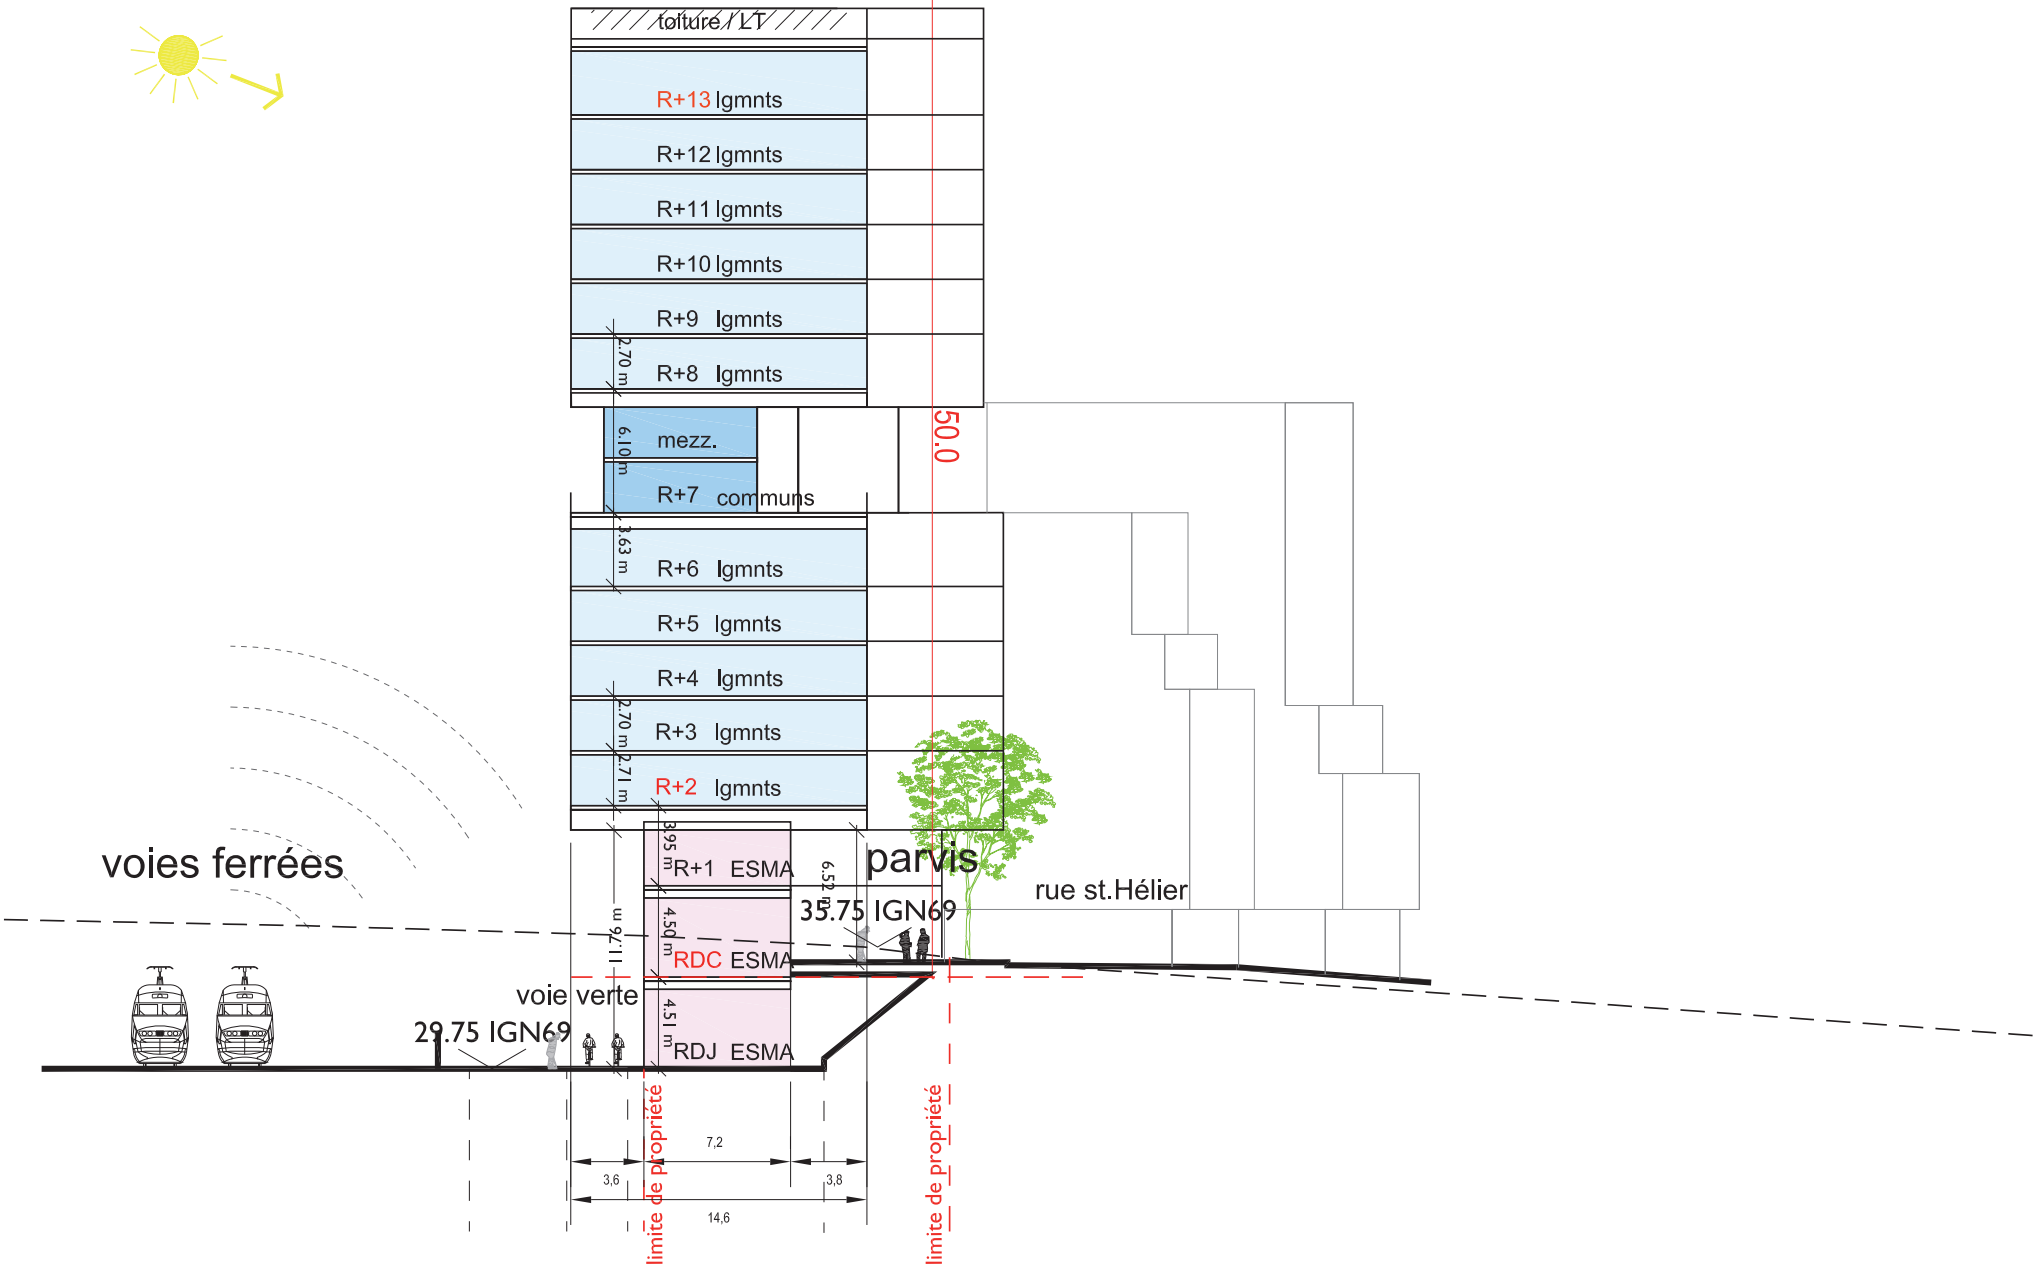 toiture / LT
R+13 lgmnts
R+12 lgmnts
R+11 lgmnts
R+10 lgmnts
R+9 lgmnts
2.70 m
R+8 lgmnts
50.0
6.10 m
mezz.
R+7 communs
3.63 m
R+6 lgmnts
R+5 lgmnts
R+4 lgmnts
2.70 m
R+3 lgmnts
2.71 m
R+2 lgmnts
3.95 m
voies ferrées
R+1 ESMA
6.52 m
parvis
rue st.Hélier
35.75 IGN69
11.76 m
4.50 m
RDC ESMA
voie verte
29.75 IGN69
4.51 m
RDJ ESMA
limite de propriété
limite de propriété
7,2
3,6
3,8
14,6